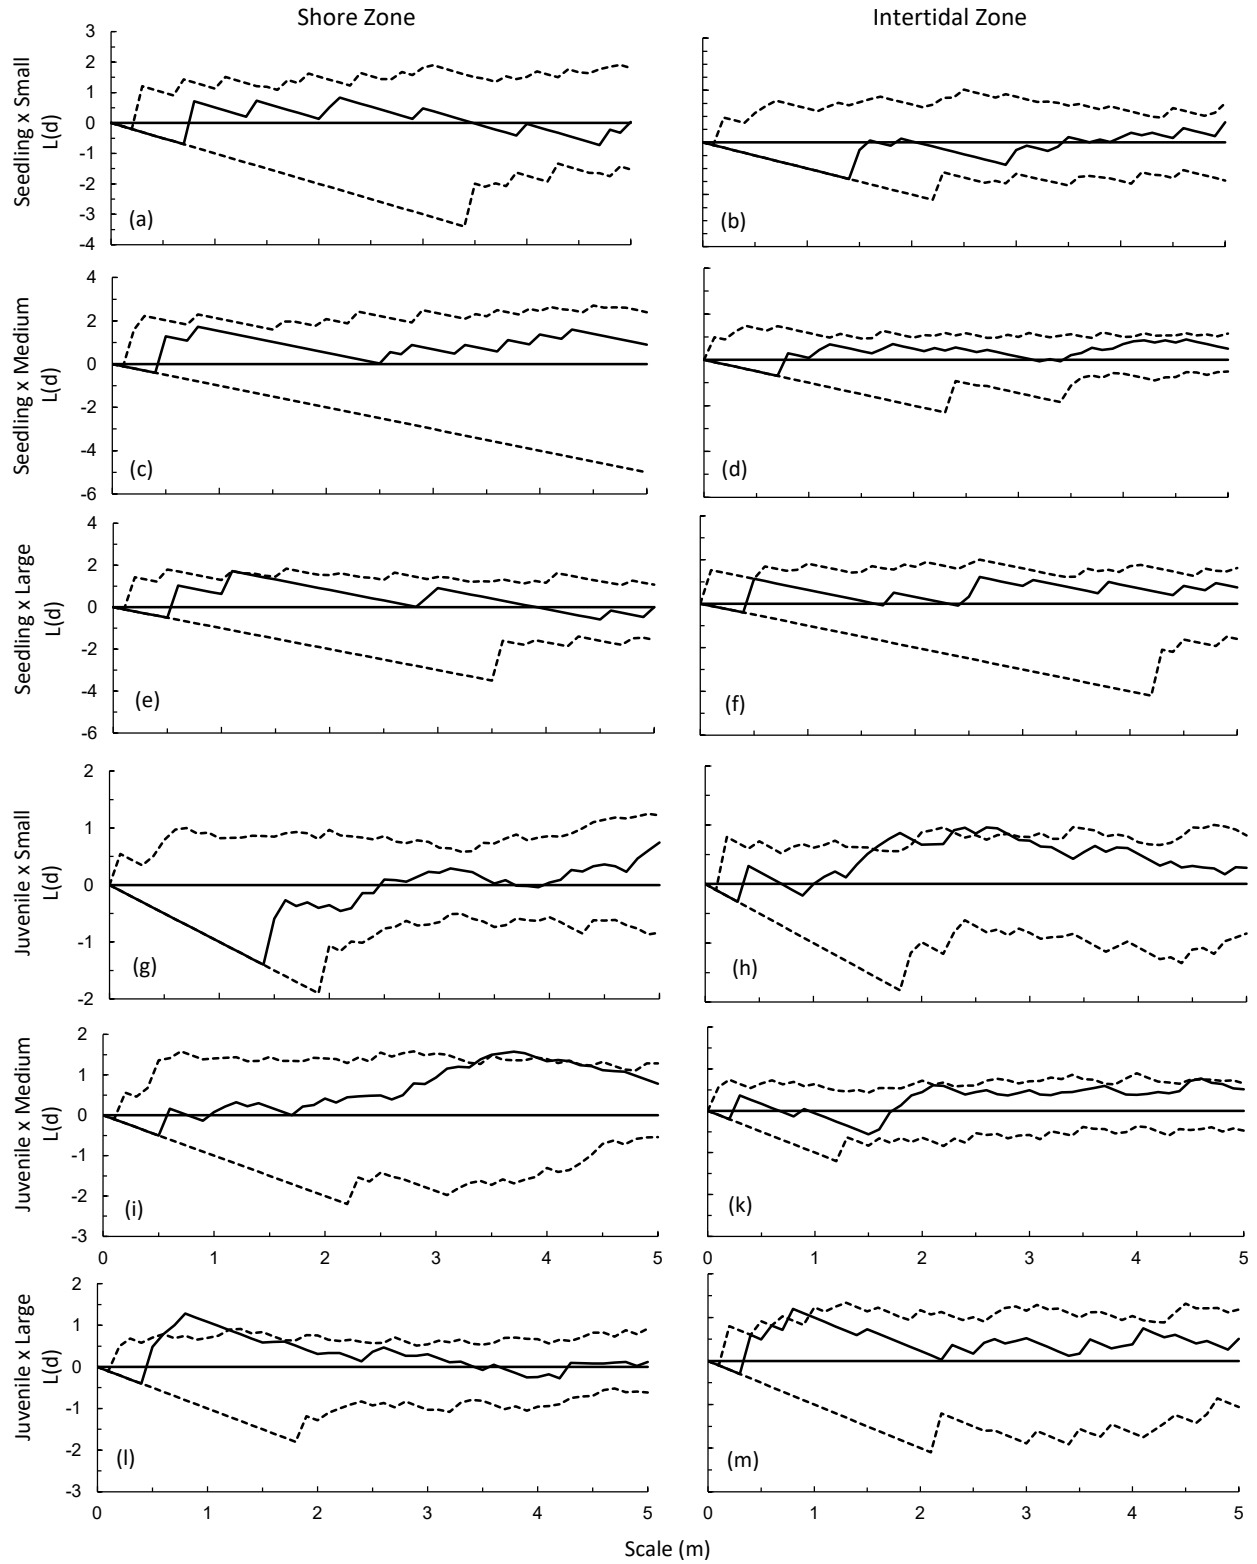 Shore Zone
Intertidal Zone
Seedling x Small
L(d)
3
2
1
0
-1
-2
-3
-4
(a)
(b)
Seedling x Medium
L(d)
4
2
0
-2
-4
-6
(c)
(d)
Seedling x Large
L(d)
4
2
0
-2
-4
-6
(e)
(f)
Juvenile x Small
L(d)
2
1
0
-1
-2
(g)
(h)
Juvenile x Medium
L(d)
2
1
0
-1
-2
-3
(i)
(k)
0 1 2 3 4 5
0 1 2 3 4 5
Juvenile x Large
L(d)
2
1
0
-1
-2
-3
(l)
(m)
0 1 2 3 4 5
0 1 2 3 4 5
Scale (m)